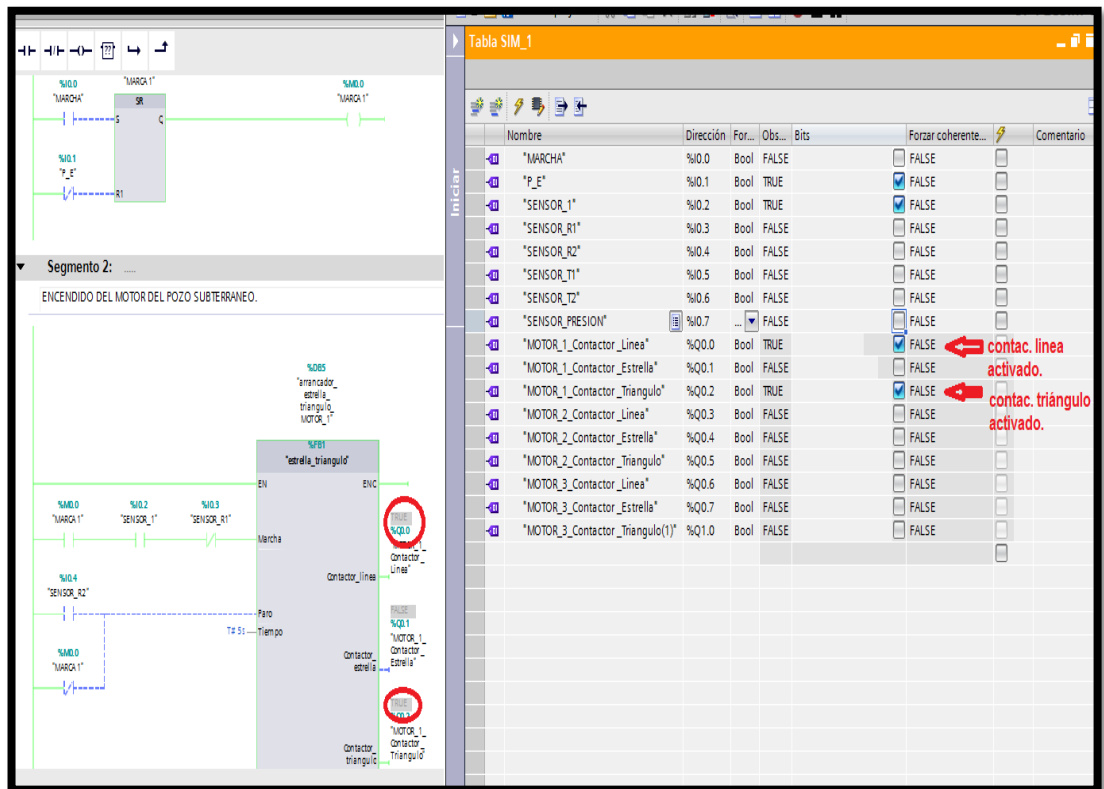 %I0.0
"MARCHA"
"MARCA 1"
SR
S
Q
%M0.0
"MARCA 1"
%I0.1
"P_E"
R1
Segmento 2: .....
ENCENDIDO DEL MOTOR DEL POZO SUBTERRANEO.
%DB5
"arrancador_
estrella_
triangulo_
MOTOR_1"
%FB1
"estrella_triangulo"
EN
ENC
%M0.0
"MARCA 1"
%I0.2
"SENSOR_1"
%I0.3
"SENSOR_R1"
Marcha
TRUE
%Q0.0
Contactor_
Linea"
Contactor_linea
%I0.4
"SENSOR_R2"
Paro
T# 5s
Tiempo
%M0.0
"MARCA 1"
FALSE
%Q0.1
"MOTOR_1_
Contactor_
Estrella"
Contactor_
estrella
TRUE
"MOTOR_1_
Contactor_
Triangulo"
Contactor_
triangulo
Iniciar
Tabla SIM_1
Nombre Dirección For... Obs... Bits Forzar coherente... Comentario
"MARCHA" %I0.0 Bool FALSE FALSE
"P_E" %I0.1 Bool TRUE FALSE
"SENSOR_1" %I0.2 Bool TRUE FALSE
"SENSOR_R1" %I0.3 Bool FALSE FALSE
"SENSOR_R2" %I0.4 Bool FALSE FALSE
"SENSOR_T1" %I0.5 Bool FALSE FALSE
"SENSOR_T2" %I0.6 Bool FALSE FALSE
"SENSOR_PRESION" %I0.7 ... FALSE FALSE
"MOTOR_1_Contactor_Linea" %Q0.0 Bool TRUE FALSE
"MOTOR_1_Contactor_Estrella" %Q0.1 Bool FALSE FALSE
"MOTOR_1_Contactor_Triangulo" %Q0.2 Bool TRUE FALSE
"MOTOR_2_Contactor_Linea" %Q0.3 Bool FALSE FALSE
"MOTOR_2_Contactor_Estrella" %Q0.4 Bool FALSE FALSE
"MOTOR_2_Contactor_Triangulo" %Q0.5 Bool FALSE FALSE
"MOTOR_3_Contactor_Linea" %Q0.6 Bool FALSE FALSE
"MOTOR_3_Contactor_Estrella" %Q0.7 Bool FALSE FALSE
"MOTOR_3_Contactor_Triangulo(1)" %Q1.0 Bool FALSE FALSE
contac. linea
activado.
contac. triángulo
activado.